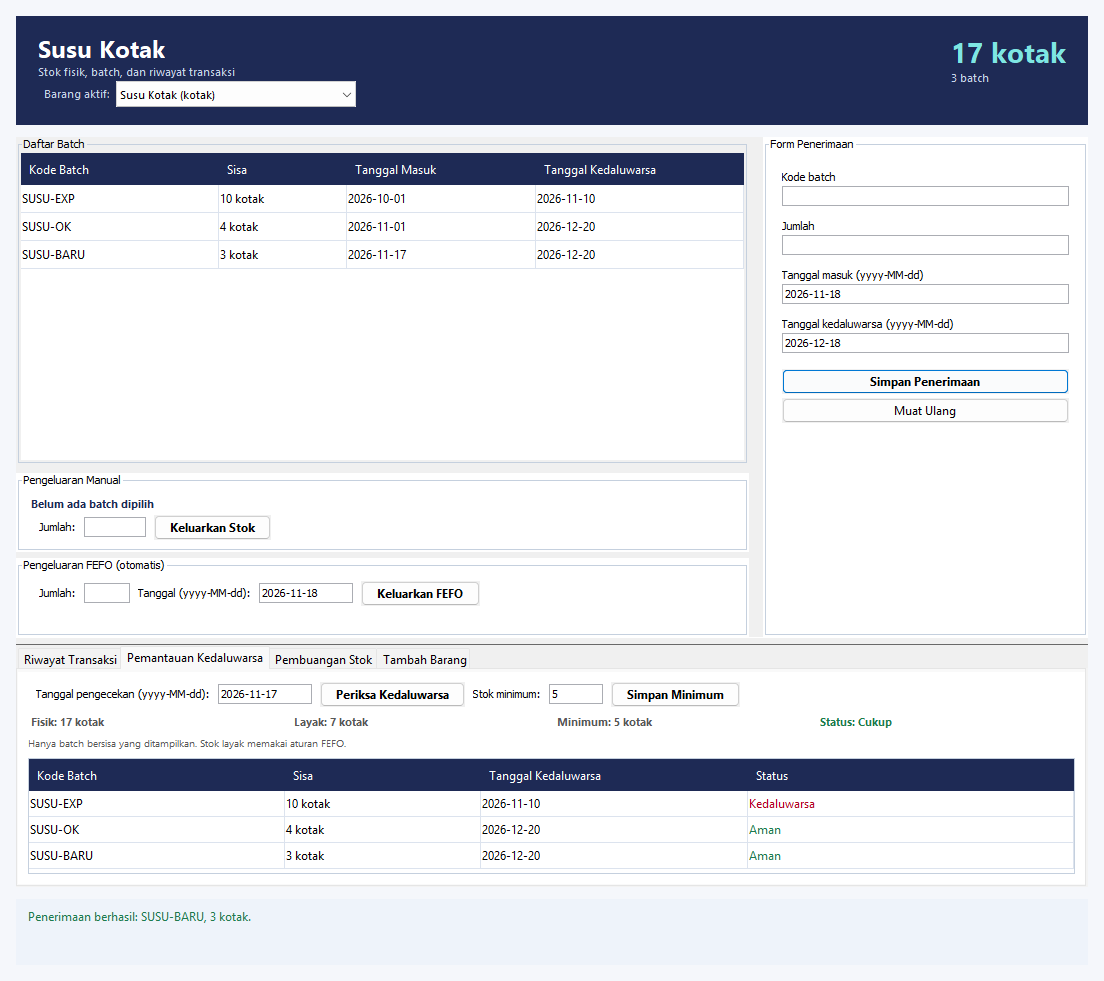 Susu Kotak
Stok fisik, batch, dan riwayat transaksi
Barang aktif: Susu Kotak (kotak)
17 kotak
3 batch
Daftar Batch
Kode Batch Sisa Tanggal Masuk Tanggal Kedaluwarsa
SUSU-EXP 10 kotak 2026-10-01 2026-11-10
SUSU-OK 4 kotak 2026-11-01 2026-12-20
SUSU-BARU 3 kotak 2026-11-17 2026-12-20
Form Penerimaan
Kode batch
Jumlah
Tanggal masuk (yyyy-MM-dd)
2026-11-18
Tanggal kedaluwarsa (yyyy-MM-dd)
2026-12-18
Simpan Penerimaan
Muat Ulang
Pengeluaran Manual
Belum ada batch dipilih
Jumlah: Keluarkan Stok
Pengeluaran FEFO (otomatis)
Jumlah: Tanggal (yyyy-MM-dd): 2026-11-18 Keluarkan FEFO
Riwayat Transaksi Pemantauan Kedaluwarsa Pembuangan Stok Tambah Barang
Tanggal pengecekan (yyyy-MM-dd): 2026-11-17 Periksa Kedaluwarsa Stok minimum: 5 Simpan Minimum
Fisik: 17 kotak Layak: 7 kotak Minimum: 5 kotak Status: Cukup
Hanya batch bersisa yang ditampilkan. Stok layak memakai aturan FEFO.
Kode Batch Sisa Tanggal Kedaluwarsa Status
SUSU-EXP 10 kotak 2026-11-10 Kedaluwarsa
SUSU-OK 4 kotak 2026-12-20 Aman
SUSU-BARU 3 kotak 2026-12-20 Aman
Penerimaan berhasil: SUSU-BARU, 3 kotak.